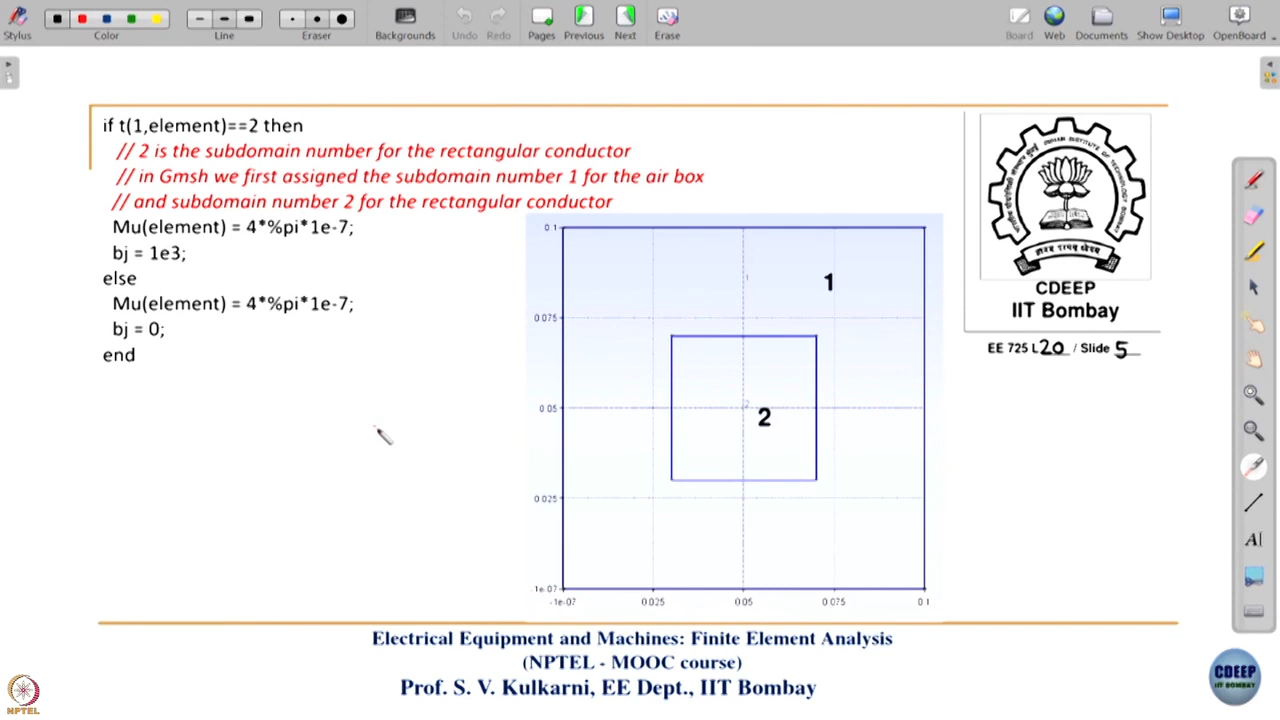 Stylus
Color
Line
Eraser
Backgrounds
Undo
Redo
Pages
Previous
Next
Erase
Board
Web
Documents
Show Desktop
OpenBoard
if t(1,element)==2 then
// 2 is the subdomain number for the rectangular conductor
// in Gmsh we first assigned the subdomain number 1 for the air box
// and subdomain number 2 for the rectangular conductor
Mu(element) = 4*%pi*1e-7;
bj = 1e3;
else
Mu(element) = 4*%pi*1e-7;
bj = 0;
end
0.1
0.075
0.05
0.025
-1e-07
-1e-07
0.025
0.05
0.075
0.1
1
1
2
2
CDEEP
IIT Bombay
EE 725 L20 / Slide 5
Electrical Equipment and Machines: Finite Element Analysis
(NPTEL - MOOC course)
Prof. S. V. Kulkarni, EE Dept., IIT Bombay
NPTEL
CDEEP
IIT BOMBAY